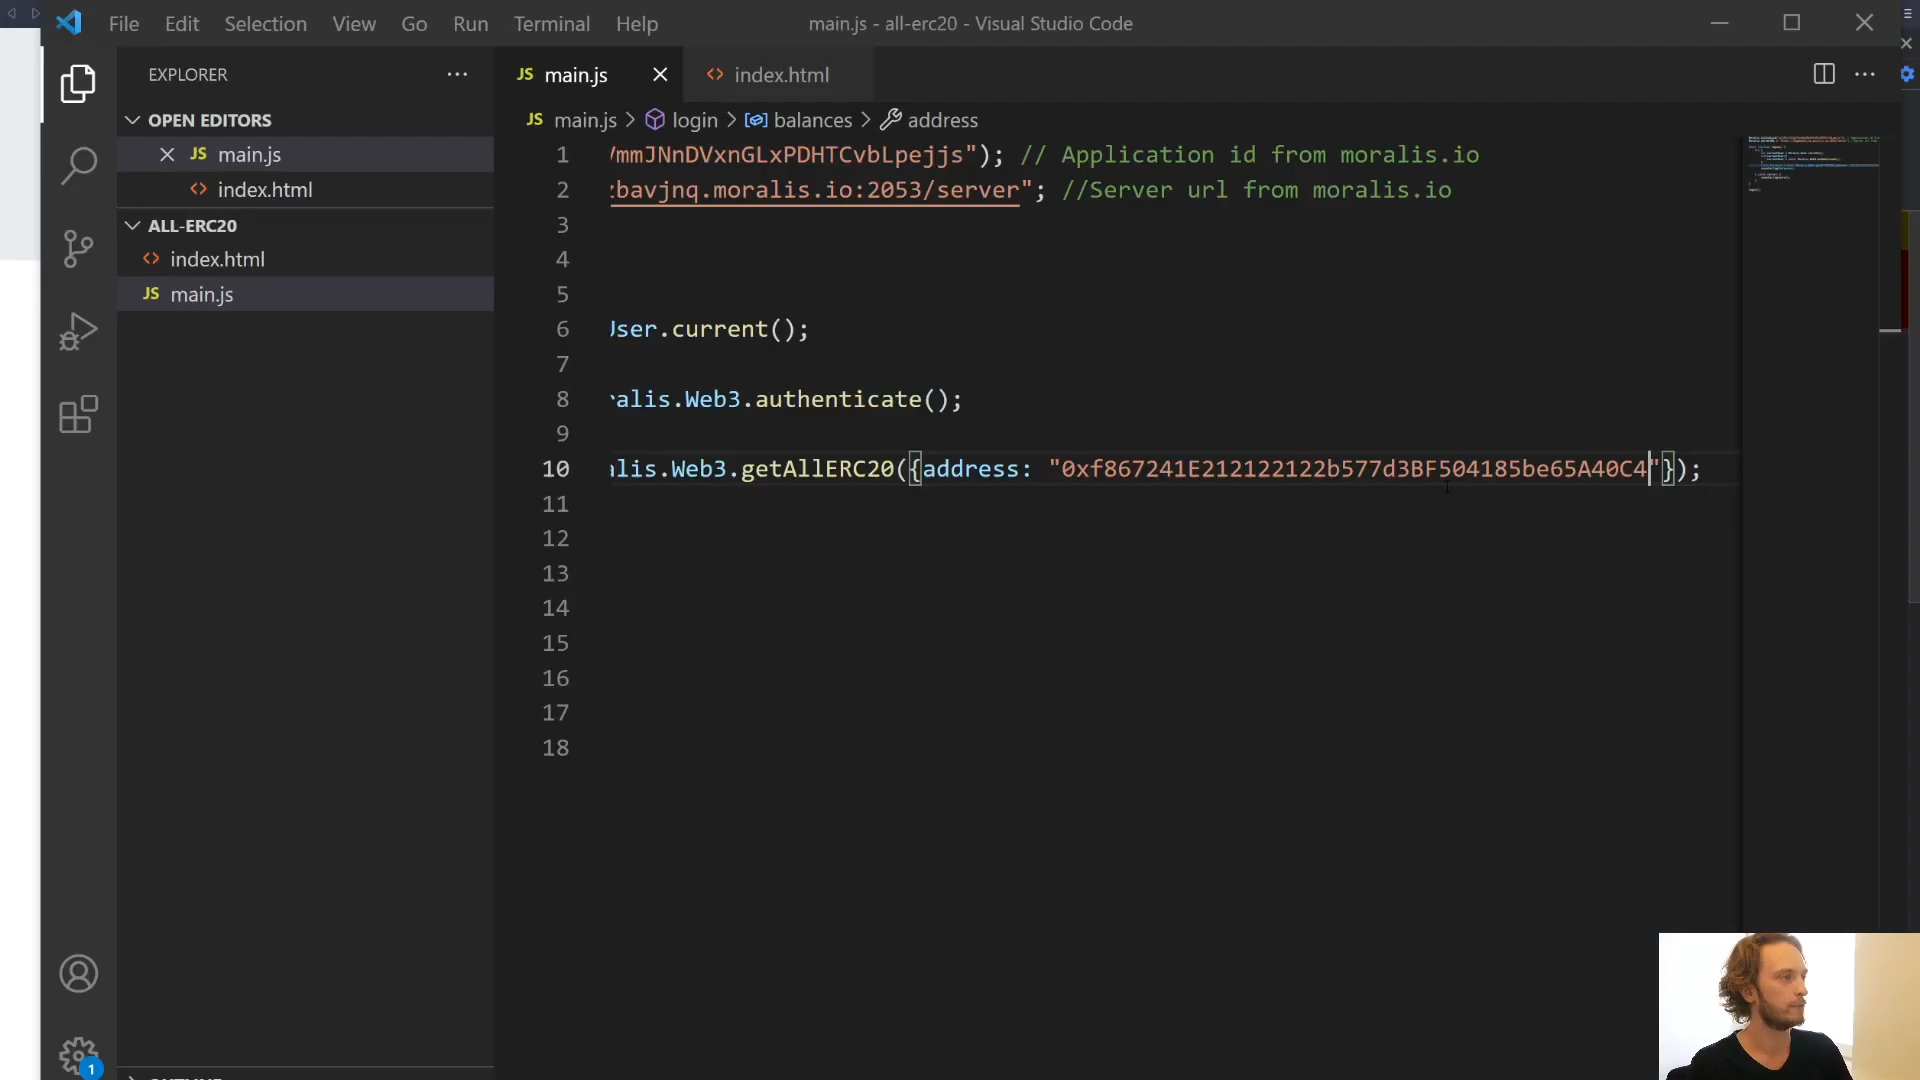 File Edit Selection View Go Run Terminal Help
main.js - all-erc20 - Visual Studio Code
EXPLORER
OPEN EDITORS
JS main.js
<> index.html
ALL-ERC20
<> index.html
JS main.js
JS main.js
<> index.html
JS main.js > login > balances > address
1 mmJNnDVxnGLxPDHTCvbLpejjs"); // Application id from moralis.io
2 bavjnq.moralis.io:2053/server"; //Server url from moralis.io
3
4
5
6 User.current();
7
8 ralis.Web3.authenticate();
9
10 alis.Web3.getAllERC20({address: "0xf867241E212122122b577d3BF504185be65A40C4"});
11
12
13
14
15
16
17
18
1